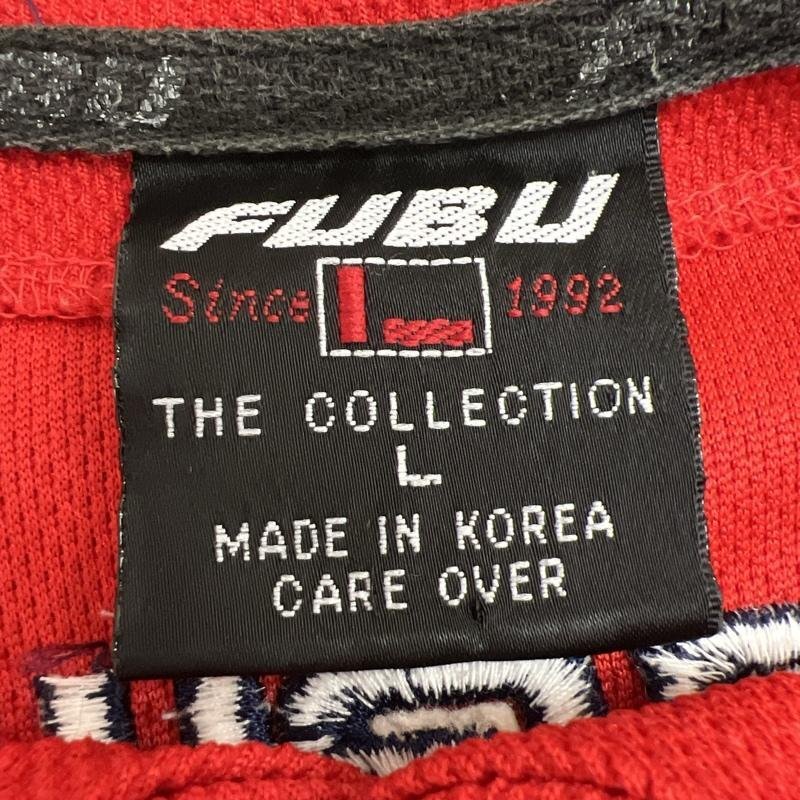 FUBU
Since 1992
THE COLLECTION
L
MADE IN KOREA
CARE OVER